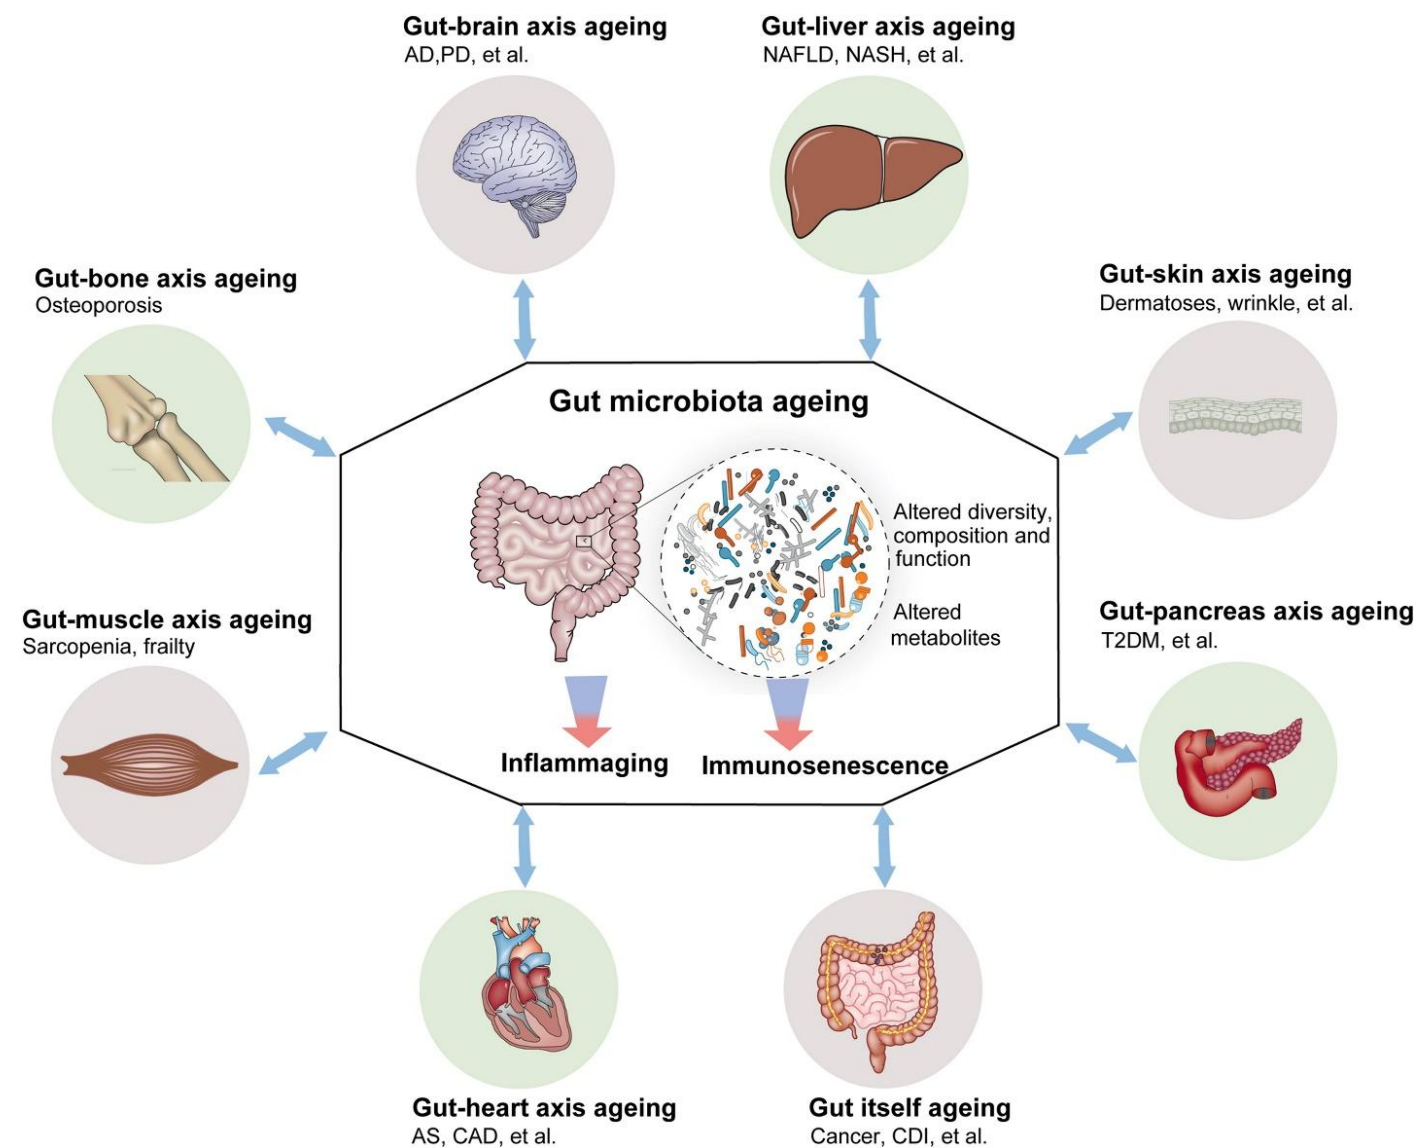 Gut-brain axis ageing
AD,PD, et al.
Gut-liver axis ageing
NAFLD, NASH, et al.
Gut-bone axis ageing
Osteoporosis
Gut-skin axis ageing
Dermatoses, wrinkle, et al.
Gut microbiota ageing
Altered diversity,
composition and
function
Altered
metabolites
Gut-muscle axis ageing
Sarcopenia, frailty
Gut-pancreas axis ageing
T2DM, et al.
Inflammaging
Immunosenescence
Gut-heart axis ageing
AS, CAD, et al.
Gut itself ageing
Cancer, CDI, et al.